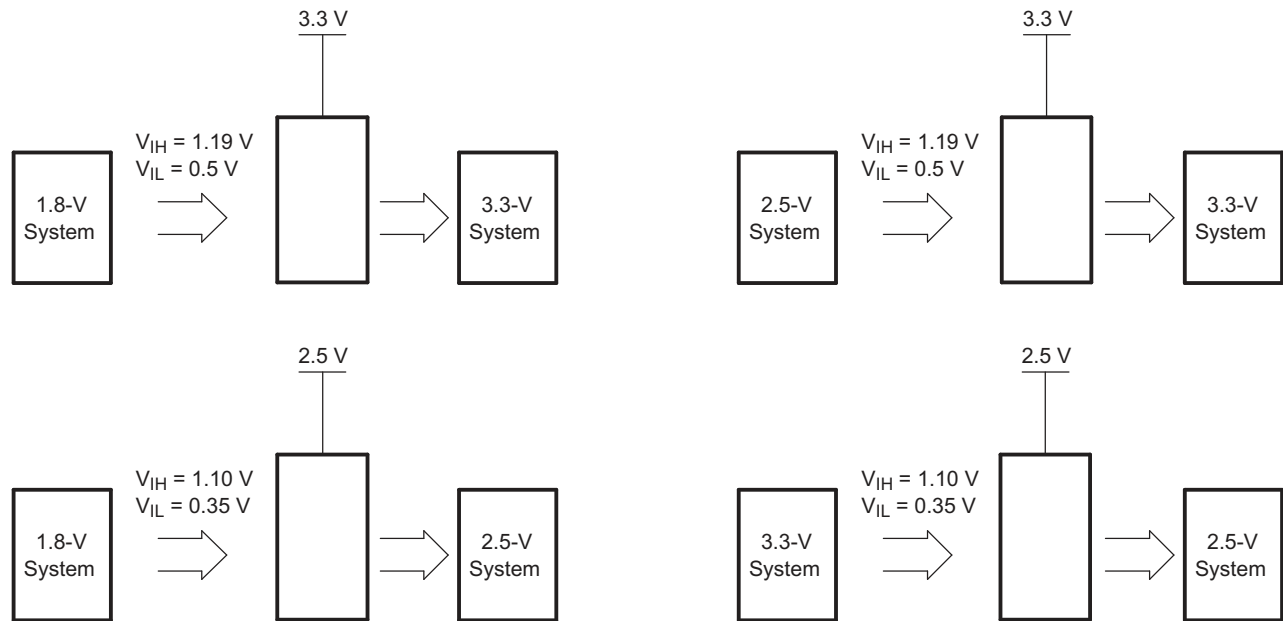 3.3 V
V_IH = 1.19 V
V_IL = 0.5 V
1.8-V
System
3.3-V
System
3.3 V
V_IH = 1.19 V
V_IL = 0.5 V
2.5-V
System
3.3-V
System
2.5 V
V_IH = 1.10 V
V_IL = 0.35 V
1.8-V
System
2.5-V
System
2.5 V
V_IH = 1.10 V
V_IL = 0.35 V
3.3-V
System
2.5-V
System